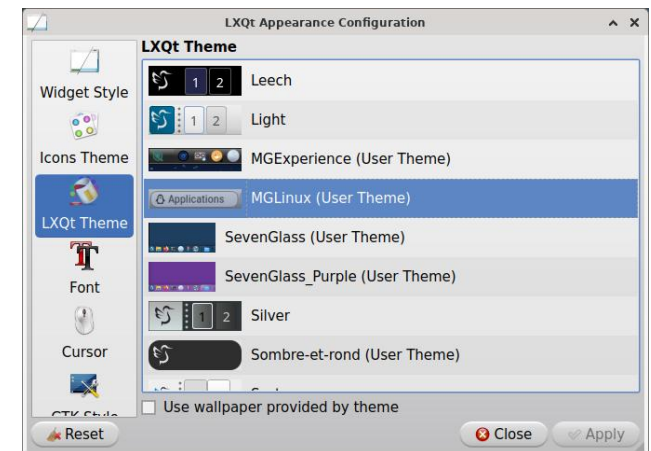 LXQt Appearance Configuration
Widget Style
Icons Theme
LXQt Theme
Font
Cursor
LXQt Theme
1 2 Leech
1 2 Light
MGExperience (User Theme)
Applications MGLinux (User Theme)
SevenGlass (User Theme)
SevenGlass_Purple (User Theme)
1 2 Silver
Sombre-et-rond (User Theme)
Use wallpaper provided by theme
Reset
Close
Apply